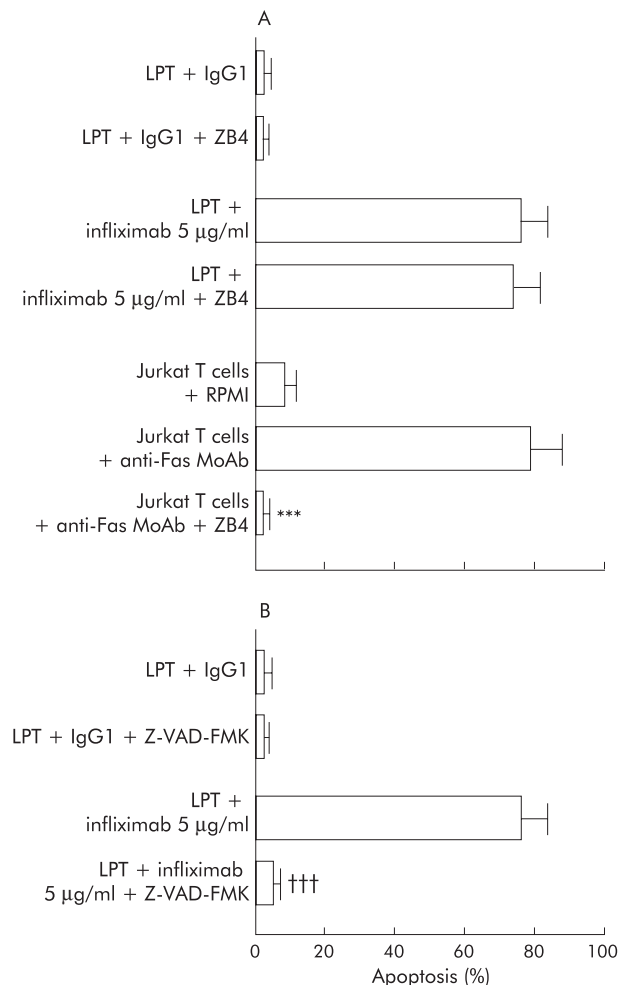 A
LPT + IgG1
LPT + IgG1 + ZB4
LPT +
infliximab 5 µg/ml
LPT +
infliximab 5 µg/ml + ZB4
Jurkat T cells
+ RPMI
Jurkat T cells
+ anti-Fas MoAb
Jurkat T cells
+ anti-Fas MoAb + ZB4
***
B
LPT + IgG1
LPT + IgG1 + Z-VAD-FMK
LPT +
infliximab 5 µg/ml
LPT + infliximab
5 µg/ml + Z-VAD-FMK
†††
0 20 40 60 80 100
Apoptosis (%)